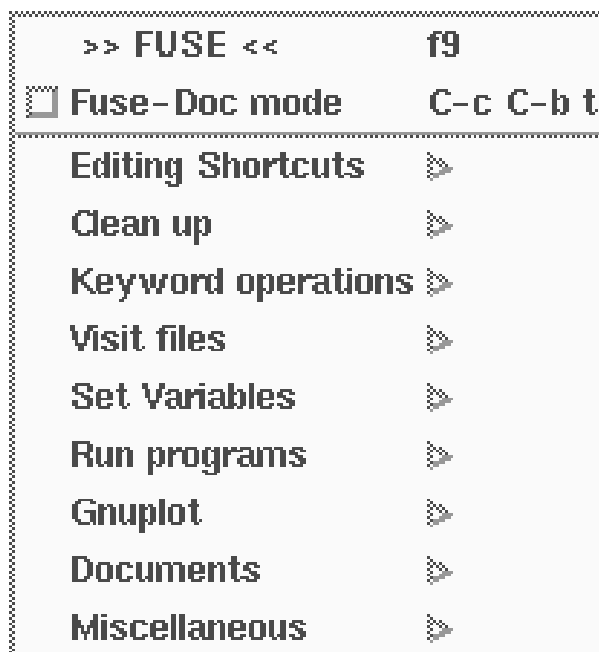 >> FUSE << f9
Fuse-Doc mode C-c C-b t
Editing Shortcuts
Clean up
Keyword operations
Visit files
Set Variables
Run programs
Gnuplot
Documents
Miscellaneous